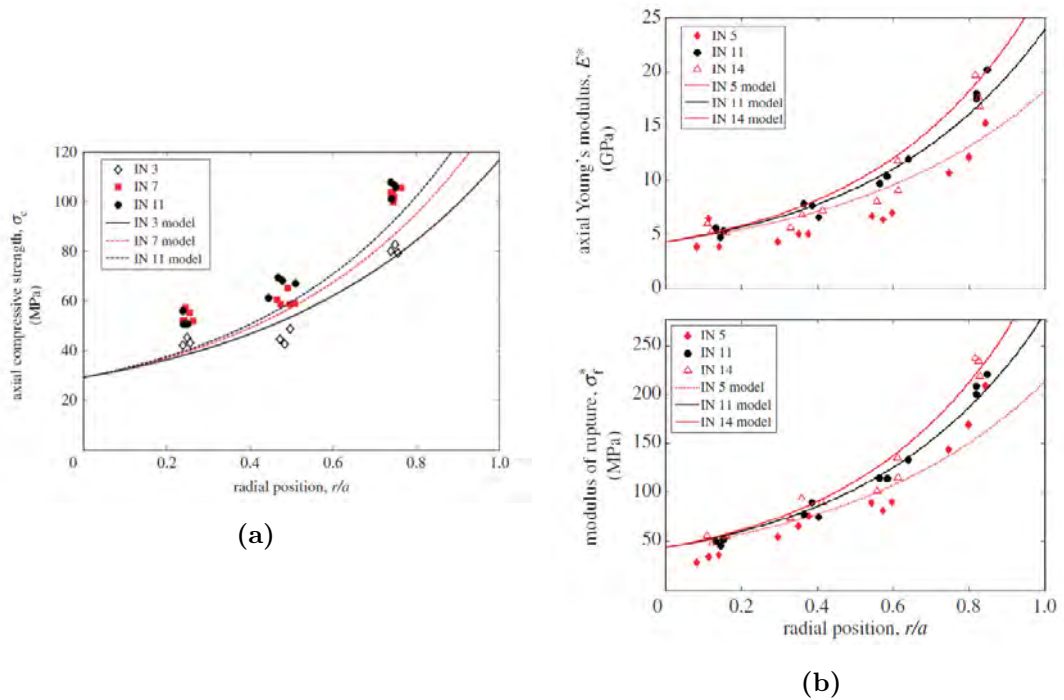 120
100
80
60
40
20
0
0.2
0.4
0.6
0.8
1.0
axial compressive strength, σc
(MPa)
IN 3
IN 7
IN 11
IN 3 model
IN 7 model
IN 11 model
radial position, r/a
(a)
25
20
15
10
5
0
axial Young's modulus, E*
(GPa)
IN 5
IN 11
IN 14
IN 5 model
IN 11 model
IN 14 model
250
200
150
100
50
0
0.2
0.4
0.6
0.8
1.0
modulus of rupture, σf*
(MPa)
IN 5
IN 11
IN 14
IN 5 model
IN 11 model
IN 14 model
radial position, r/a
(b)